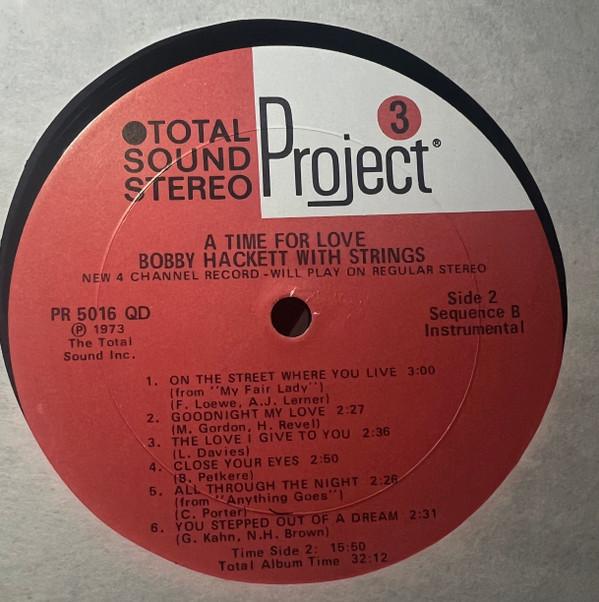 ●TOTAL
SOUND
STEREO
Project 3®
A TIME FOR LOVE
BOBBY HACKETT WITH STRINGS
NEW 4 CHANNEL RECORD-WILL PLAY ON REGULAR STEREO
PR 5016 QD
Ⓟ 1973
The Total
Sound Inc.
Side 2
Sequence B
Instrumental
1. ON THE STREET WHERE YOU LIVE 3:00
(from "My Fair Lady")
(F. Loewe, A.J. Lerner)
2. GOODNIGHT MY LOVE 2:27
(M. Gordon, H. Revel)
3. THE LOVE I GIVE TO YOU 2:36
(L. Davies)
4. CLOSE YOUR EYES 2:50
(B. Petkere)
5. ALL THROUGH THE NIGHT 2:26
(from "Anything Goes")
(C. Porter)
6. YOU STEPPED OUT OF A DREAM 2:31
(G. Kahn, N.H. Brown)
Time Side 2: 15:50
Total Album Time 32:12